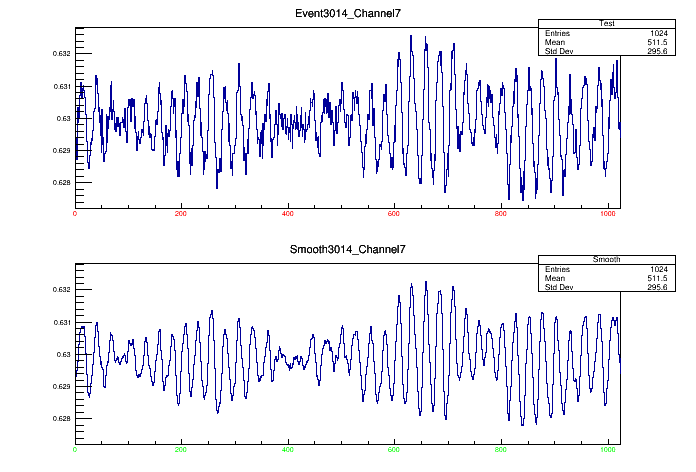 Event3014_Channel7
Test
Entries 1024
Mean 511.5
Std Dev 295.6
0.632
0.631
0.63
0.629
0.628
0 200 400 600 800 1000
Smooth3014_Channel7
Smooth
Entries 1024
Mean 511.5
Std Dev 295.6
0.632
0.631
0.63
0.629
0.628
0 200 400 600 800 1000